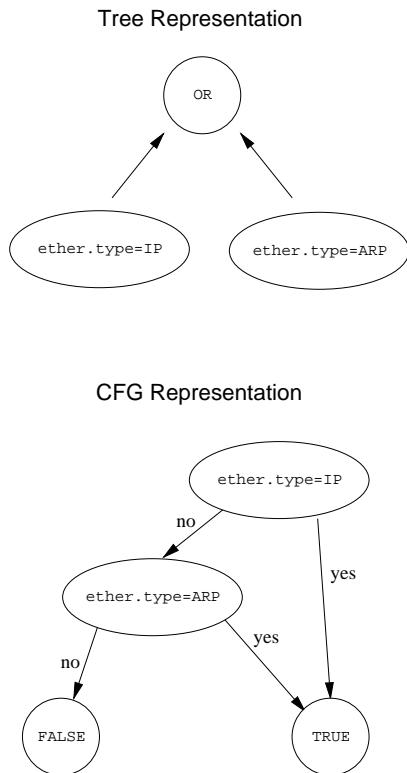 Tree Representation
OR
ether.type=IP
ether.type=ARP
CFG Representation
ether.type=IP
no
yes
ether.type=ARP
yes
no
FALSE
TRUE